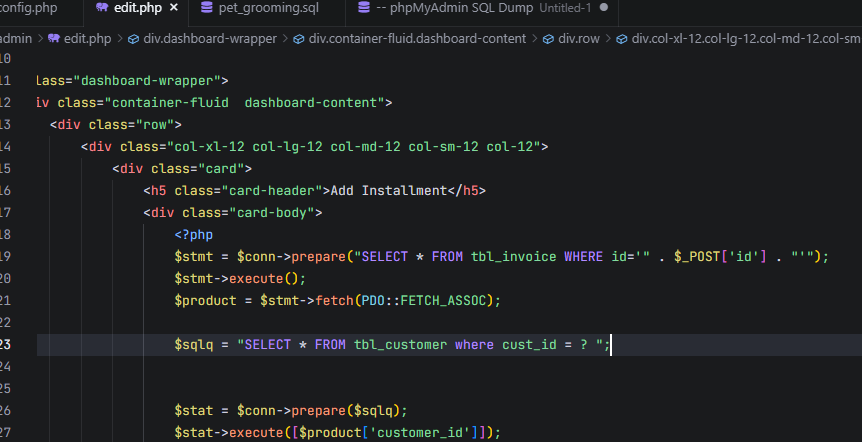 config.php edit.php pet_grooming.sql -- phpMyAdmin SQL Dump Untitled-1
admin > edit.php > div.dashboard-wrapper > div.container-fluid.dashboard-content > div.row > div.col-xl-12.col-lg-12.col-md-12.col-sm
10
11 lass="dashboard-wrapper">
12 iv class="container-fluid  dashboard-content">
13 <div class="row">
14 <div class="col-xl-12 col-lg-12 col-md-12 col-sm-12 col-12">
15 <div class="card">
16 <h5 class="card-header">Add Installment</h5>
17 <div class="card-body">
18 <?php
19 $stmt = $conn->prepare("SELECT * FROM tbl_invoice WHERE id='" . $_POST['id'] . "'");
20 $stmt->execute();
21 $product = $stmt->fetch(PDO::FETCH_ASSOC);
22
23 $sqlq = "SELECT * FROM tbl_customer where cust_id = ? ";
24
25
26 $stat = $conn->prepare($sqlq);
27 $stat->execute([$product['customer_id']]);